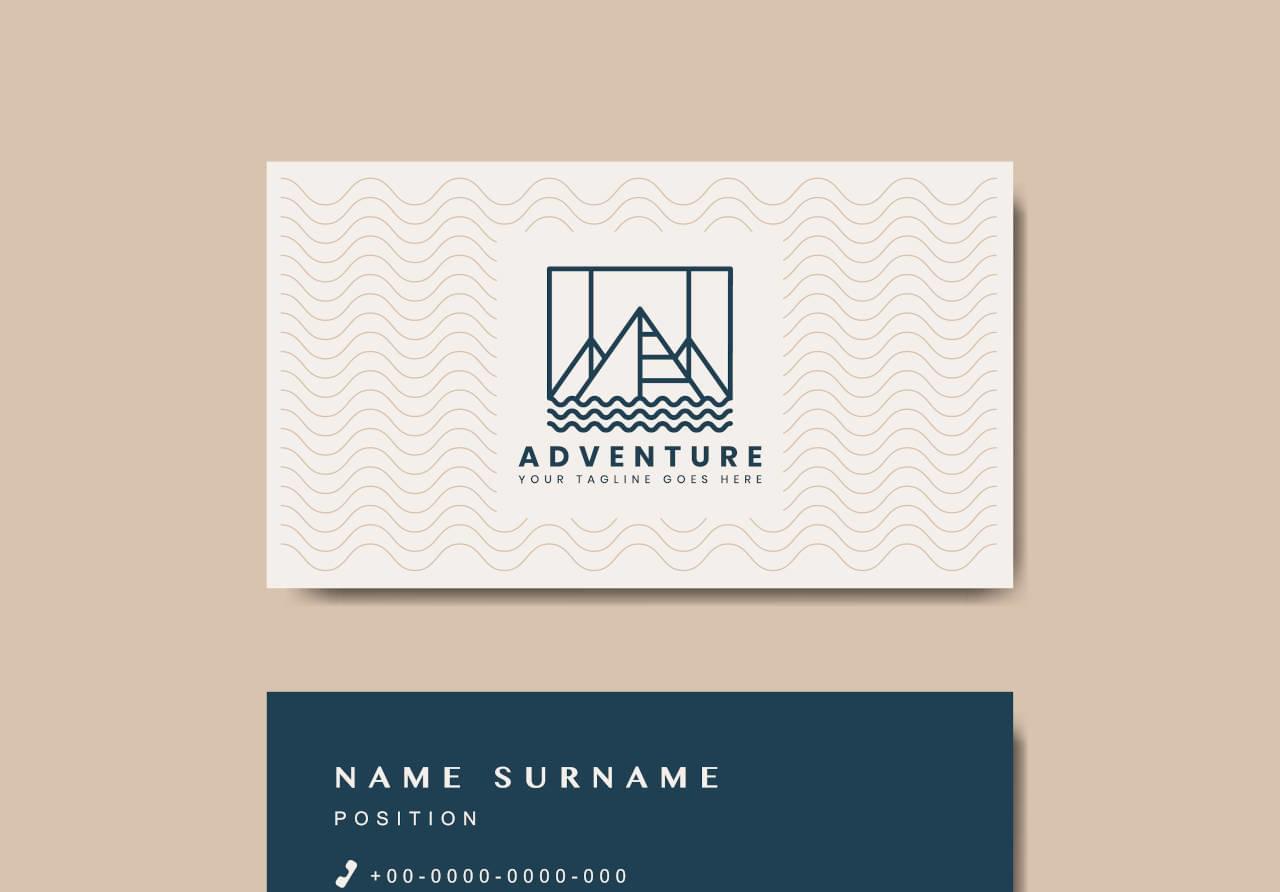 ADVENTURE
YOUR TAGLINE GOES HERE
NAME SURNAME
POSITION
+00-0000-0000-000